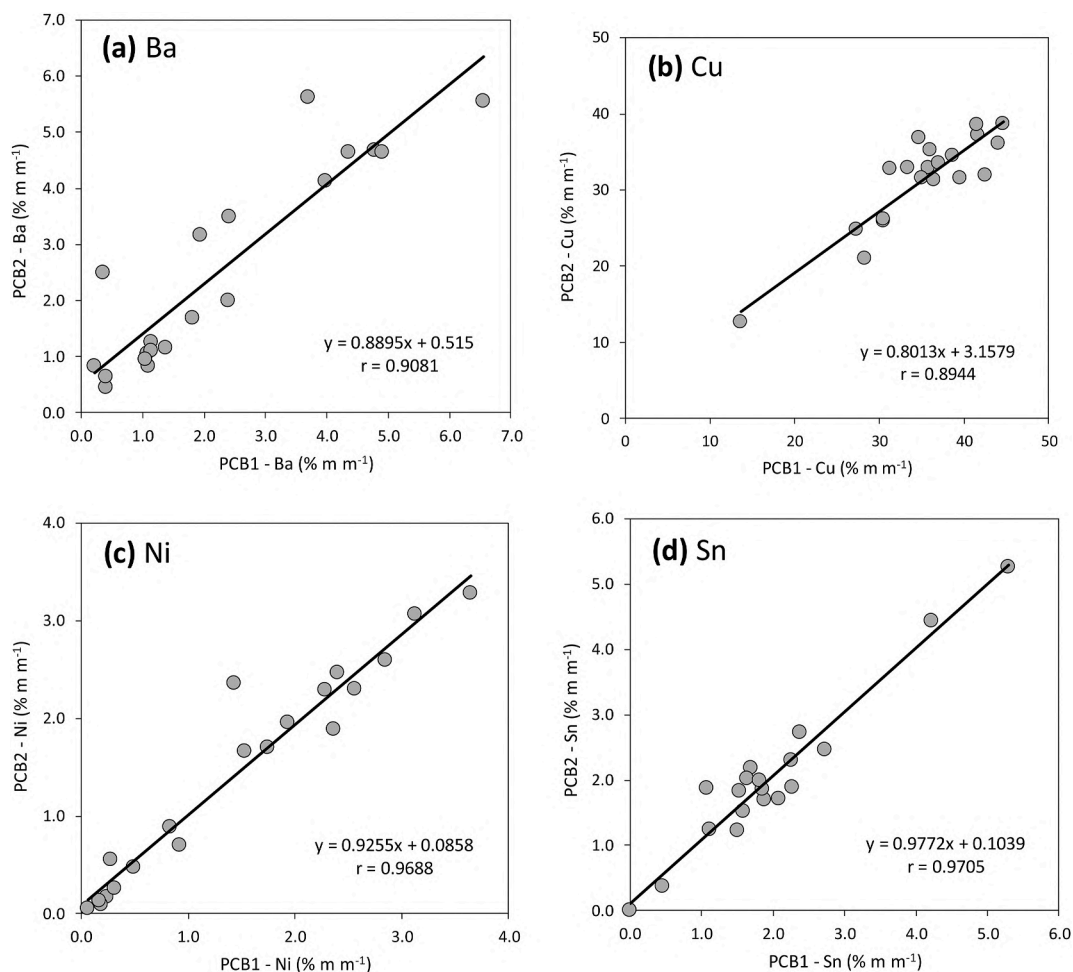 (a) Ba
7.0
6.0
5.0
4.0
3.0
2.0
1.0
0.0
PCB2 - Ba (% m m⁻¹)
y = 0.8895x + 0.515
r = 0.9081
0.0 1.0 2.0 3.0 4.0 5.0 6.0 7.0
PCB1 - Ba (% m m⁻¹)
(b) Cu
50
40
30
20
10
0
PCB2 - Cu (% m m⁻¹)
y = 0.8013x + 3.1579
r = 0.8944
0 10 20 30 40 50
PCB1 - Cu (% m m⁻¹)
(c) Ni
4.0
3.0
2.0
1.0
0.0
PCB2 - Ni (% m m⁻¹)
y = 0.9255x + 0.0858
r = 0.9688
0.0 1.0 2.0 3.0 4.0
PCB1 - Ni (% m m⁻¹)
(d) Sn
6.0
5.0
4.0
3.0
2.0
1.0
0.0
PCB2 - Sn (% m m⁻¹)
y = 0.9772x + 0.1039
r = 0.9705
0.0 1.0 2.0 3.0 4.0 5.0 6.0
PCB1 - Sn (% m m⁻¹)